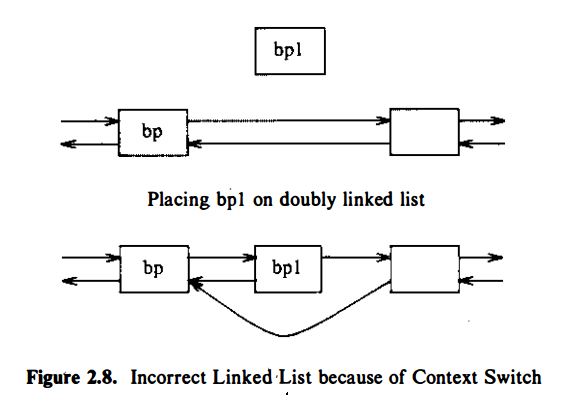 bp1
bp
Placing bp1 on doubly linked list
bp
bp1
Figure 2.8. Incorrect Linked List because of Context Switch